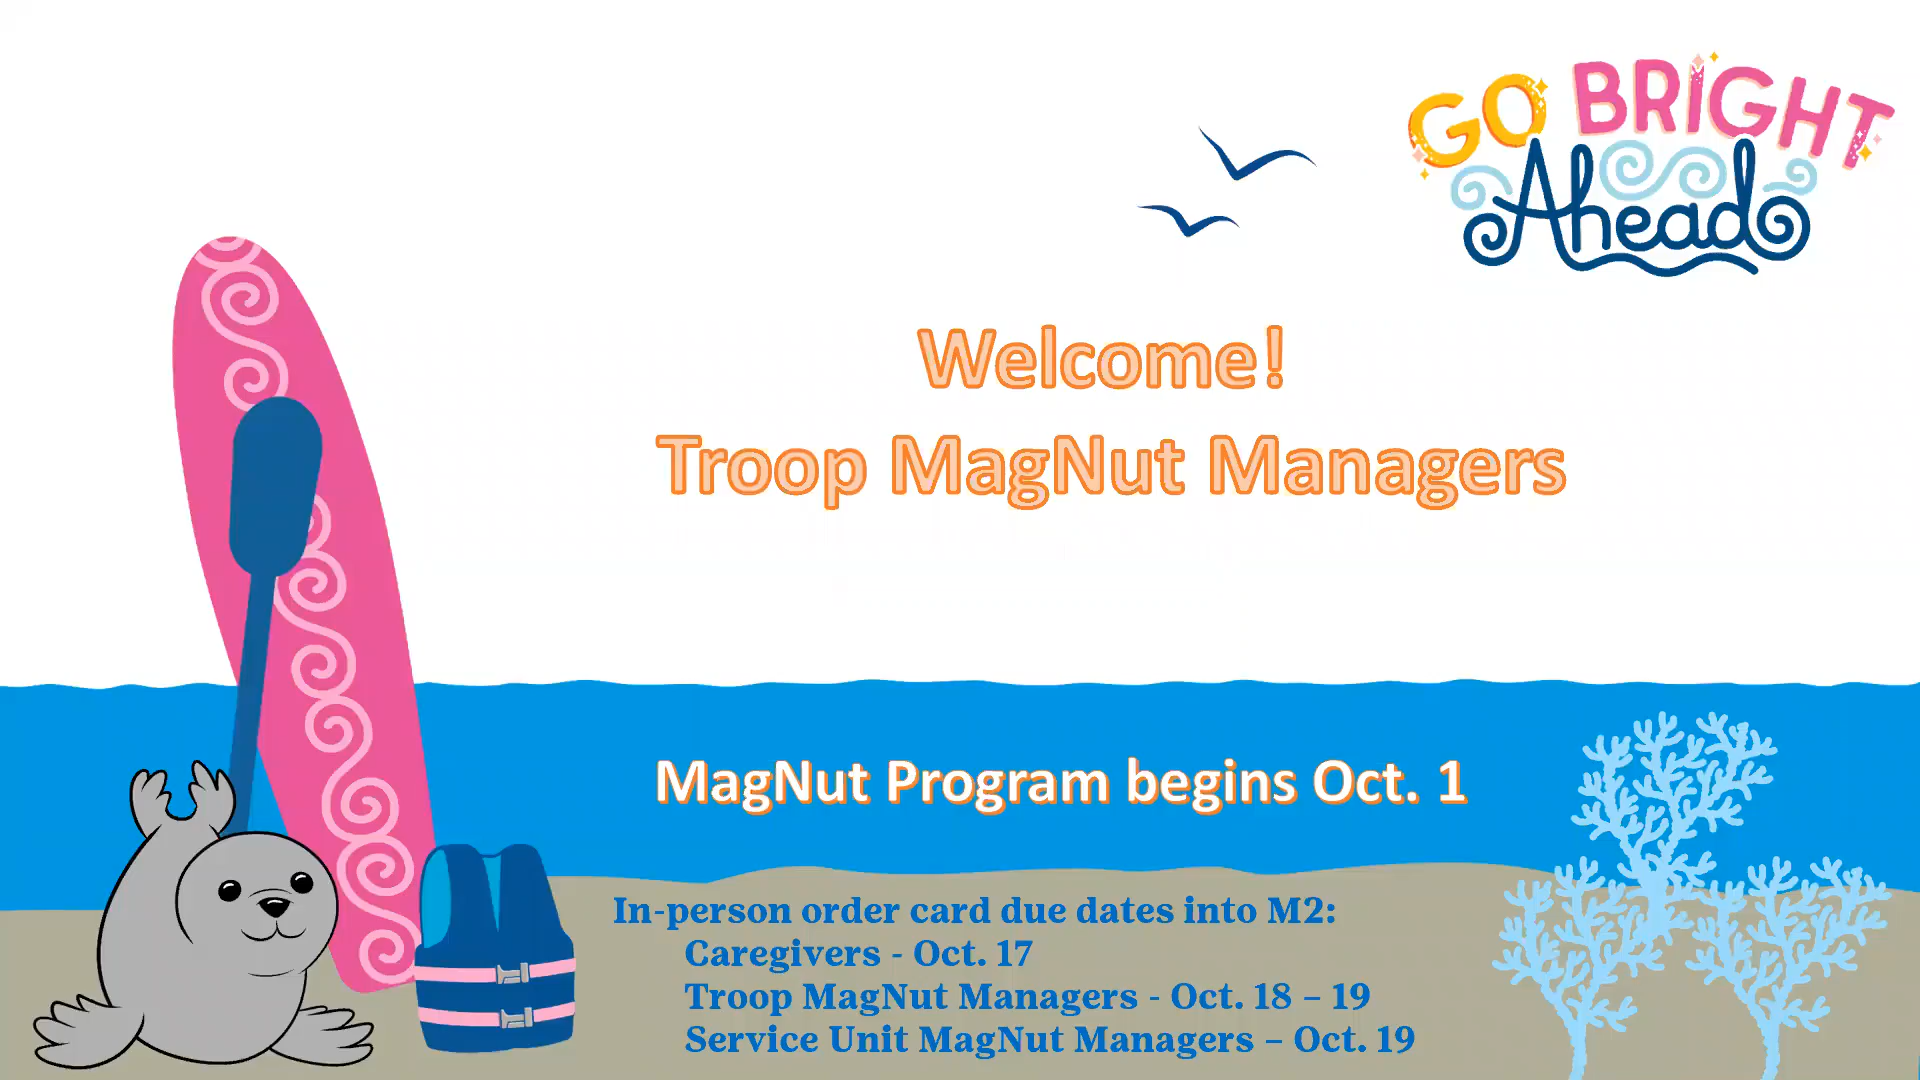 GO BRIGHT
Ahead
Welcome!
Troop MagNut Managers
MagNut Program begins Oct. 1
In-person order card due dates into M2:
Caregivers - Oct. 17
Troop MagNut Managers - Oct. 18 – 19
Service Unit MagNut Managers – Oct. 19